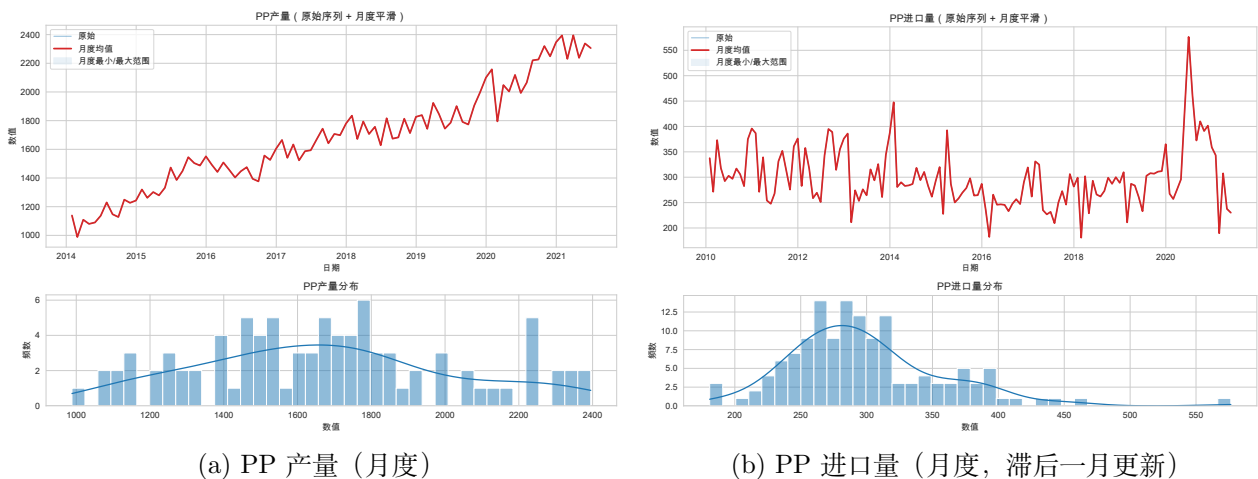 PP产量（原始序列 + 月度平滑）
原始
月度均值
月度最小/最大范围
数值
2400
2200
2000
1800
1600
1400
1200
1000
2014
2015
2016
2017
2018
2019
2020
2021
日期
PP产量分布
频数
6
4
2
0
1000
1200
1400
1600
1800
2000
2200
2400
数值
(a) PP 产量（月度）
PP进口量（原始序列 + 月度平滑）
原始
月度均值
月度最小/最大范围
数值
550
500
450
400
350
300
250
200
2010
2012
2014
2016
2018
2020
日期
PP进口量分布
频数
12.5
10.0
7.5
5.0
2.5
0.0
200
250
300
350
400
450
500
550
数值
(b) PP 进口量（月度，滞后一月更新）